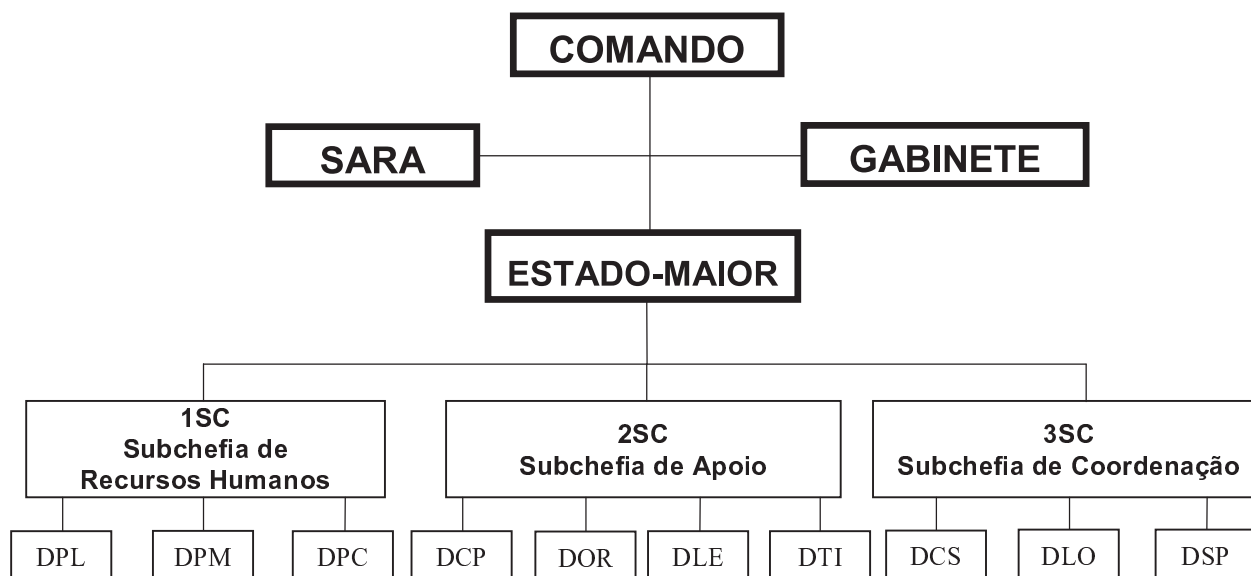 COMANDO
SARA
GABINETE
ESTADO-MAIOR
1SC
Subchefia de
Recursos Humanos
2SC
Subchefia de Apoio
3SC
Subchefia de Coordenação
DPL
DPM
DPC
DCP
DOR
DLE
DTI
DCS
DLO
DSP